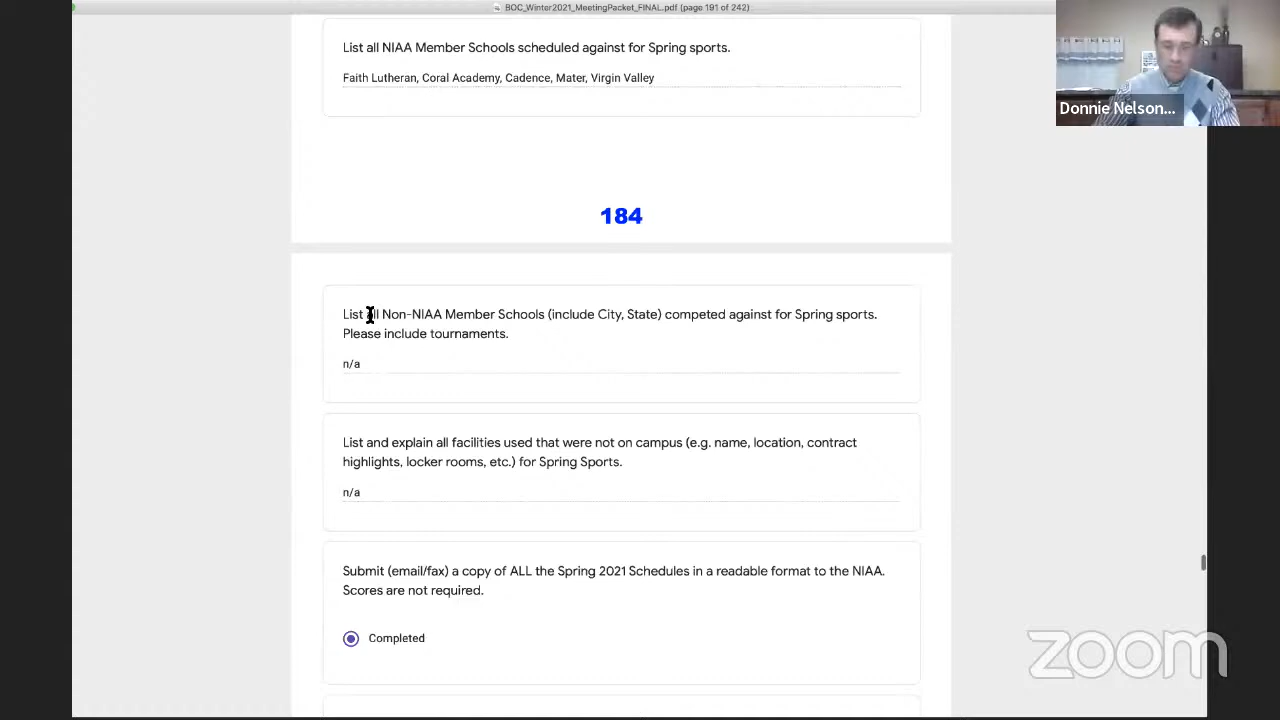 BOC_Winter2021_MeetingPacket_FINAL.pdf (page 191 of 242)
List all NIAA Member Schools scheduled against for Spring sports.
Faith Lutheran, Coral Academy, Cadence, Mater, Virgin Valley
Donnie Nelson...
184
List all Non-NIAA Member Schools (include City, State) competed against for Spring sports.
Please include tournaments.
n/a
List and explain all facilities used that were not on campus (e.g. name, location, contract
highlights, locker rooms, etc.) for Spring Sports.
n/a
Submit (email/fax) a copy of ALL the Spring 2021 Schedules in a readable format to the NIAA.
Scores are not required.
Completed
zoom